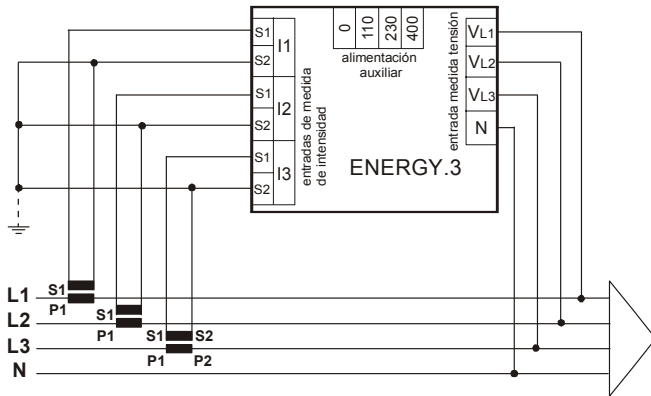 S1
S2
I1
S1
S2
I2
S1
S2
I3
entradas de medida
de intensidad
0
110
230
400
alimentación
auxiliar
entrada medida tensión
VL1
VL2
VL3
N
ENERGY.3
L1
S1
P1
L2
S1
P1
L3
S1
S2
P1
P2
N